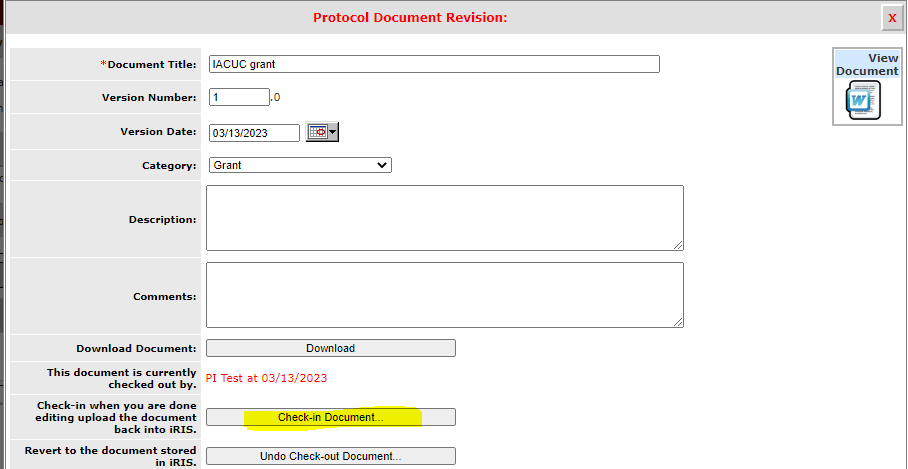 Protocol Document Revision:
X
View
Document
W
*Document Title: IACUC grant
Version Number: 1 .0
Version Date: 03/13/2023
Category: Grant
Description:
Comments:
Download Document: Download
This document is currently
checked out by. PI Test at 03/13/2023
Check-in when you are done
editing upload the document
back into iRIS. Check-in Document...
Revert to the document stored
in iRIS. Undo Check-out Document...